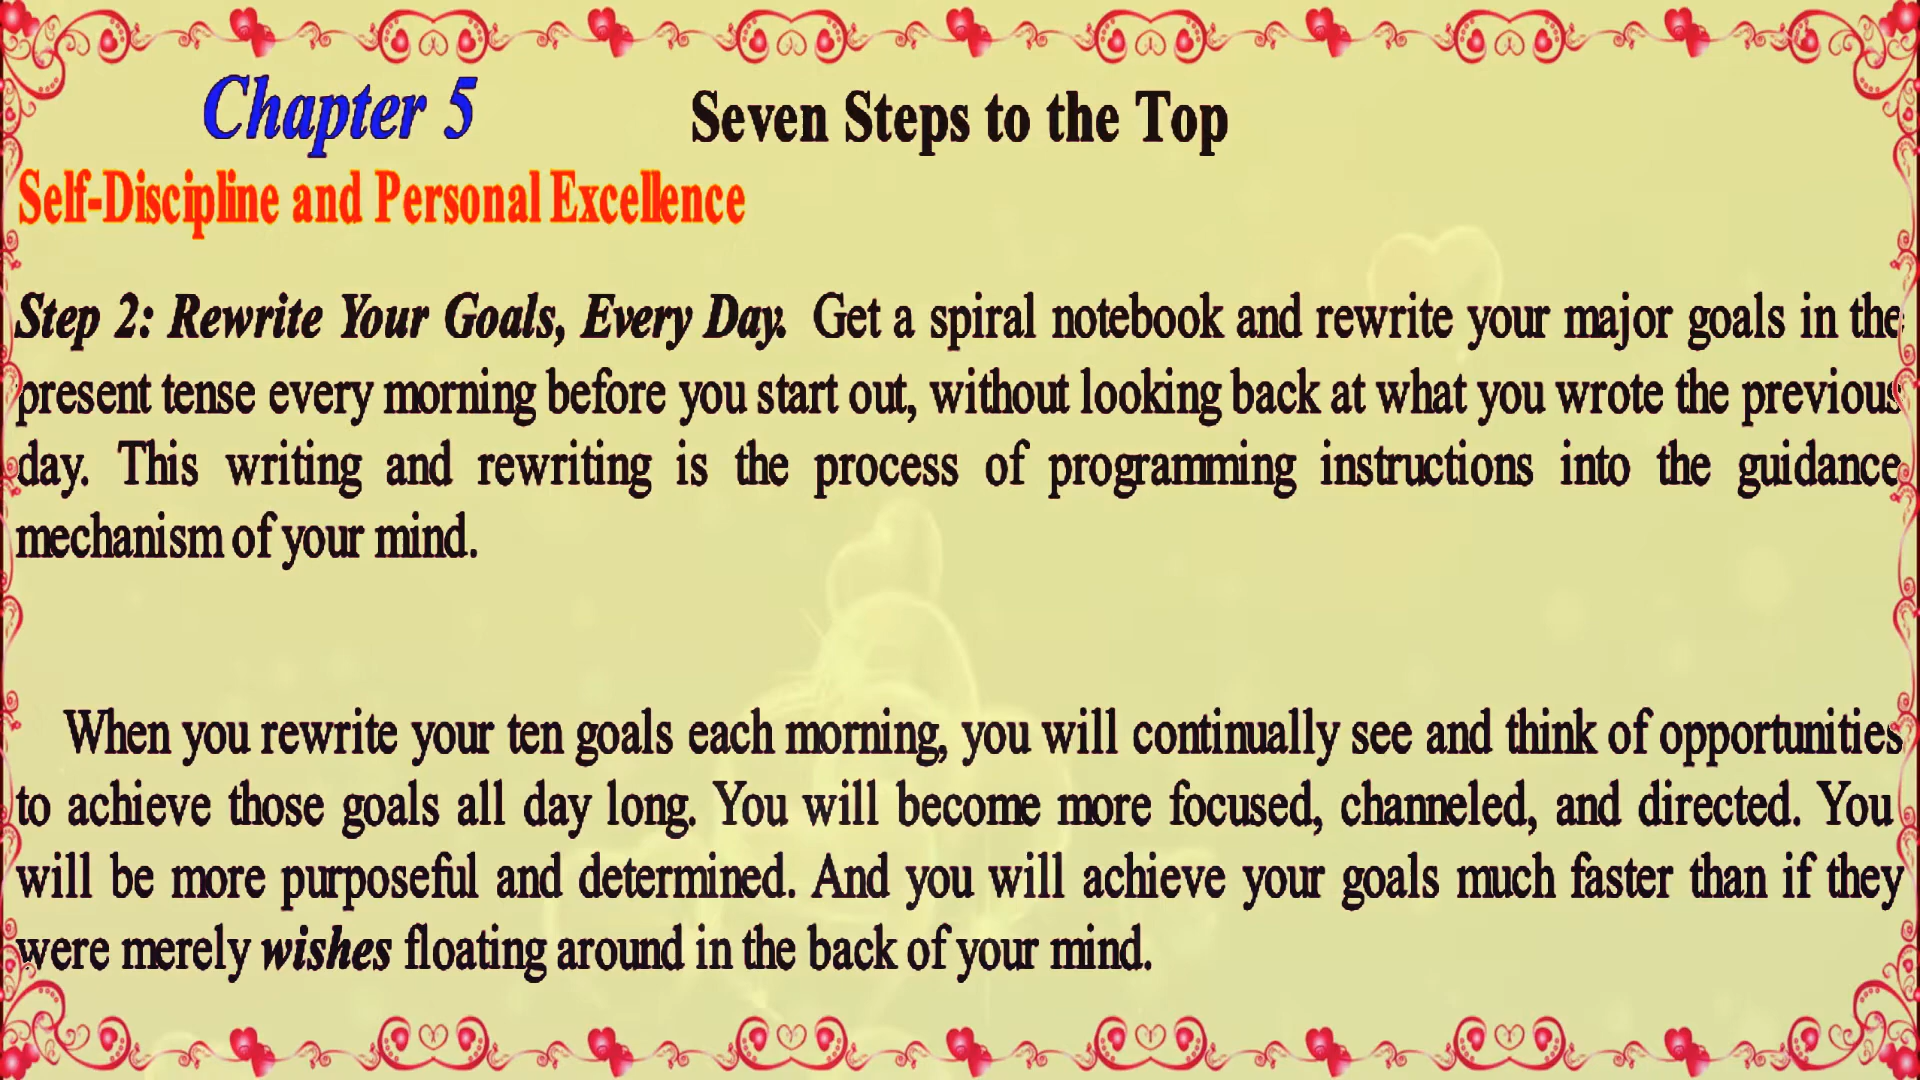 Chapter 5 Seven Steps to the Top
Self-Discipline and Personal Excellence
Step 2: Rewrite Your Goals, Every Day. Get a spiral notebook and rewrite your major goals in the
present tense every morning before you start out, without looking back at what you wrote the previous
day. This writing and rewriting is the process of programming instructions into the guidance
mechanism of your mind.
When you rewrite your ten goals each morning, you will continually see and think of opportunities
to achieve those goals all day long. You will become more focused, channeled, and directed. You
will be more purposeful and determined. And you will achieve your goals much faster than if they
were merely wishes floating around in the back of your mind.